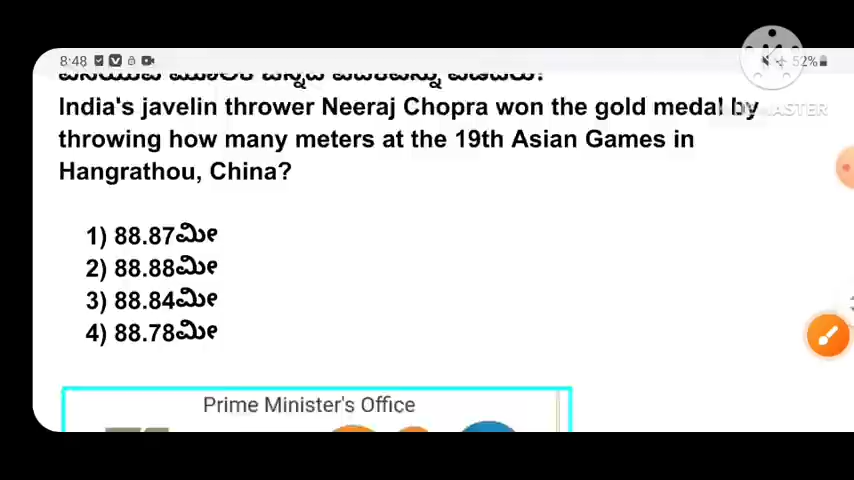 8:48
52%
India's javelin thrower Neeraj Chopra won the gold medal by
throwing how many meters at the 19th Asian Games in
Hangrathou, China?
1) 88.87ಮೀ
2) 88.88ಮೀ
3) 88.84ಮೀ
4) 88.78ಮೀ
Prime Minister's Office